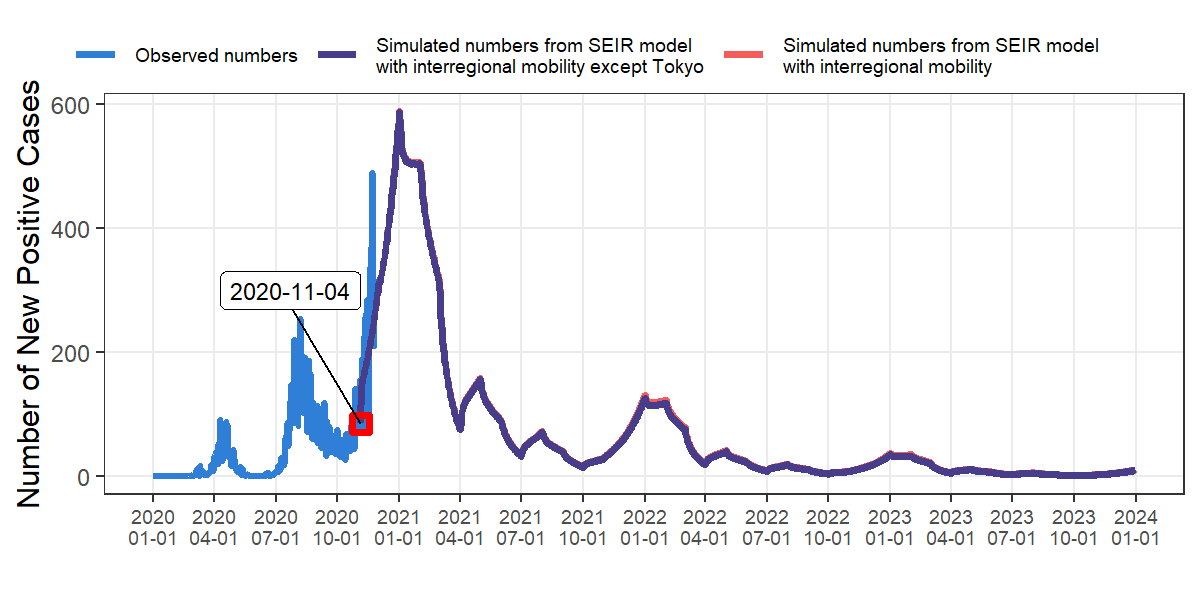 Observed numbers
Simulated numbers from SEIR model
with interregional mobility except Tokyo
Simulated numbers from SEIR model
with interregional mobility
Number of New Positive Cases
600
400
200
0
2020-11-04
2020 2020 2020 2020 2021 2021 2021 2021 2022 2022 2022 2022 2023 2023 2023 2023 2024
01-01 04-01 07-01 10-01 01-01 04-01 07-01 10-01 01-01 04-01 07-01 10-01 01-01 04-01 07-01 10-01 01-01